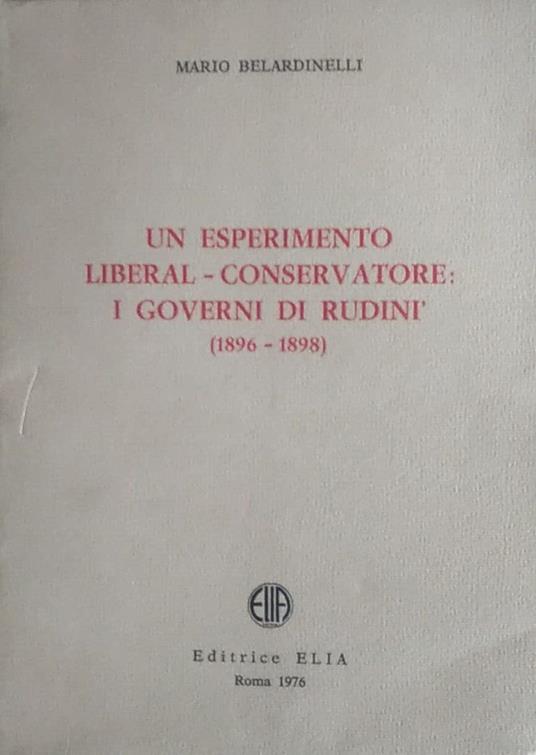 MARIO BELARDINELLI
UN ESPERIMENTO
LIBERAL - CONSERVATORE:
I GOVERNI DI RUDINI'
(1896 - 1898)
ELIA
Editrice ELIA
Roma 1976